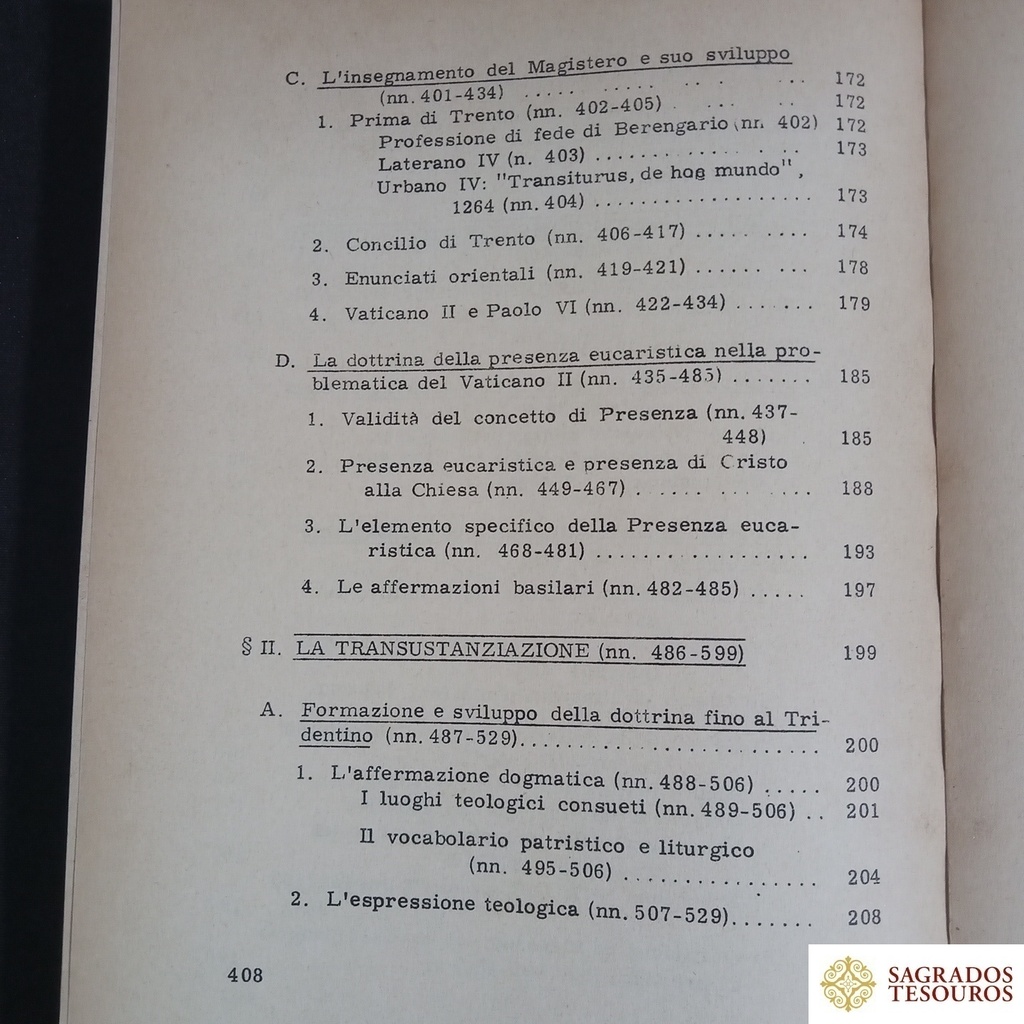 C. L'insegnamento del Magistero e suo sviluppo
(nn. 401-434) ..... ..... .. . ... 172
1. Prima di Trento (nn. 402-405) . ... .. 172
Professione di fede di Berengario (nn. 402) 172
Laterano IV (n. 403) ............. . .. 173
Urbano IV: "Transiturus, de hog mundo",
1264 (nn. 404) ................... 173
2. Concilio di Trento (nn. 406-417) ..... ..... 174
3. Enunciati orientali (nn. 419-421) ...... ... 178
4. Vaticano II e Paolo VI (nn. 422-434) ....... 179
D. La dottrina della presenza eucaristica nella pro-
blematica del Vaticano II (nn. 435-485) ....... 185
1. Validità del concetto di Presenza (nn. 437-
448) . 185
2. Presenza eucaristica e presenza di Cristo
alla Chiesa (nn. 449-467) . ..... ... .... 188
3. L'elemento specifico della Presenza euca-
ristica (nn. 468-481) ................... 193
4. Le affermazioni basilari (nn. 482-485) ..... 197
§ II. LA TRANSUSTANZIAZIONE (nn. 486-599) 199
A. Formazione e sviluppo della dottrina fino al Tri-
dentino (nn. 487-529)......................... 200
1. L'affermazione dogmatica (nn. 488-506) ..... 200
I luoghi teologici consueti (nn. 489-506) .. 201
Il vocabolario patristico e liturgico
(nn. 495-506) ................. 204
2. L'espressione teologica (nn. 507-529)....... 208
408
SAGRADOS
TESOUROS